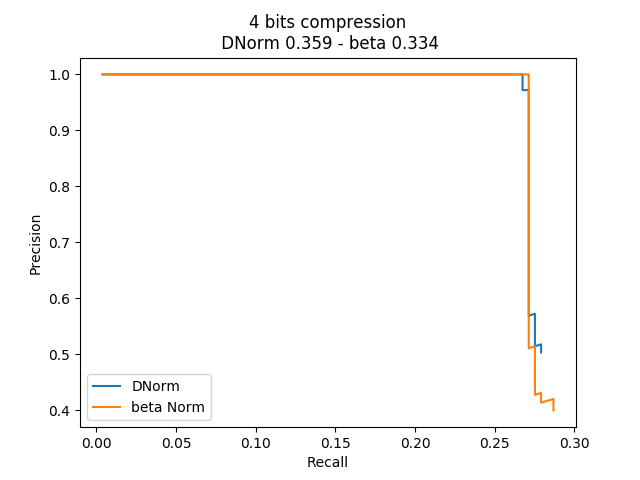 4 bits compression
DNorm 0.359 - beta 0.334
1.0
0.9
0.8
0.7
0.6
0.5
0.4
Precision
DNorm
beta Norm
0.00 0.05 0.10 0.15 0.20 0.25 0.30
Recall